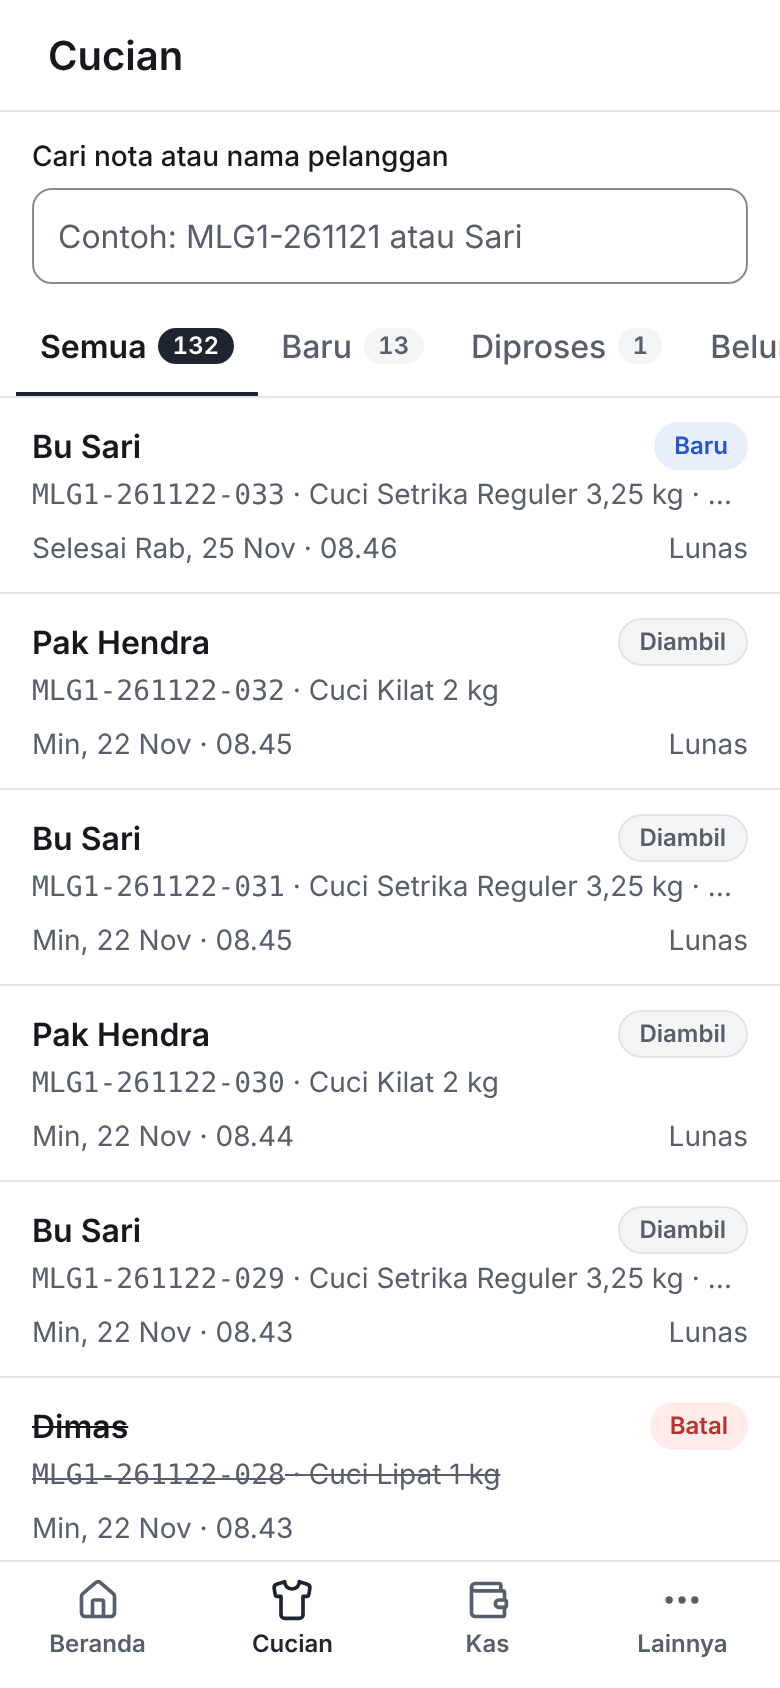 Cucian
Cari nota atau nama pelanggan
Contoh: MLG1-261121 atau Sari
Semua 132 Baru 13 Diproses 1 Belu
Bu Sari Baru
MLG1-261122-033 · Cuci Setrika Reguler 3,25 kg · ...
Selesai Rab, 25 Nov · 08.46 Lunas
Pak Hendra Diambil
MLG1-261122-032 · Cuci Kilat 2 kg
Min, 22 Nov · 08.45 Lunas
Bu Sari Diambil
MLG1-261122-031 · Cuci Setrika Reguler 3,25 kg · ...
Min, 22 Nov · 08.45 Lunas
Pak Hendra Diambil
MLG1-261122-030 · Cuci Kilat 2 kg
Min, 22 Nov · 08.44 Lunas
Bu Sari Diambil
MLG1-261122-029 · Cuci Setrika Reguler 3,25 kg · ...
Min, 22 Nov · 08.43 Lunas
Dimas Batal
MLG1-261122-028 · Cuci Lipat 1 kg
Min, 22 Nov · 08.43
Beranda Cucian Kas Lainnya